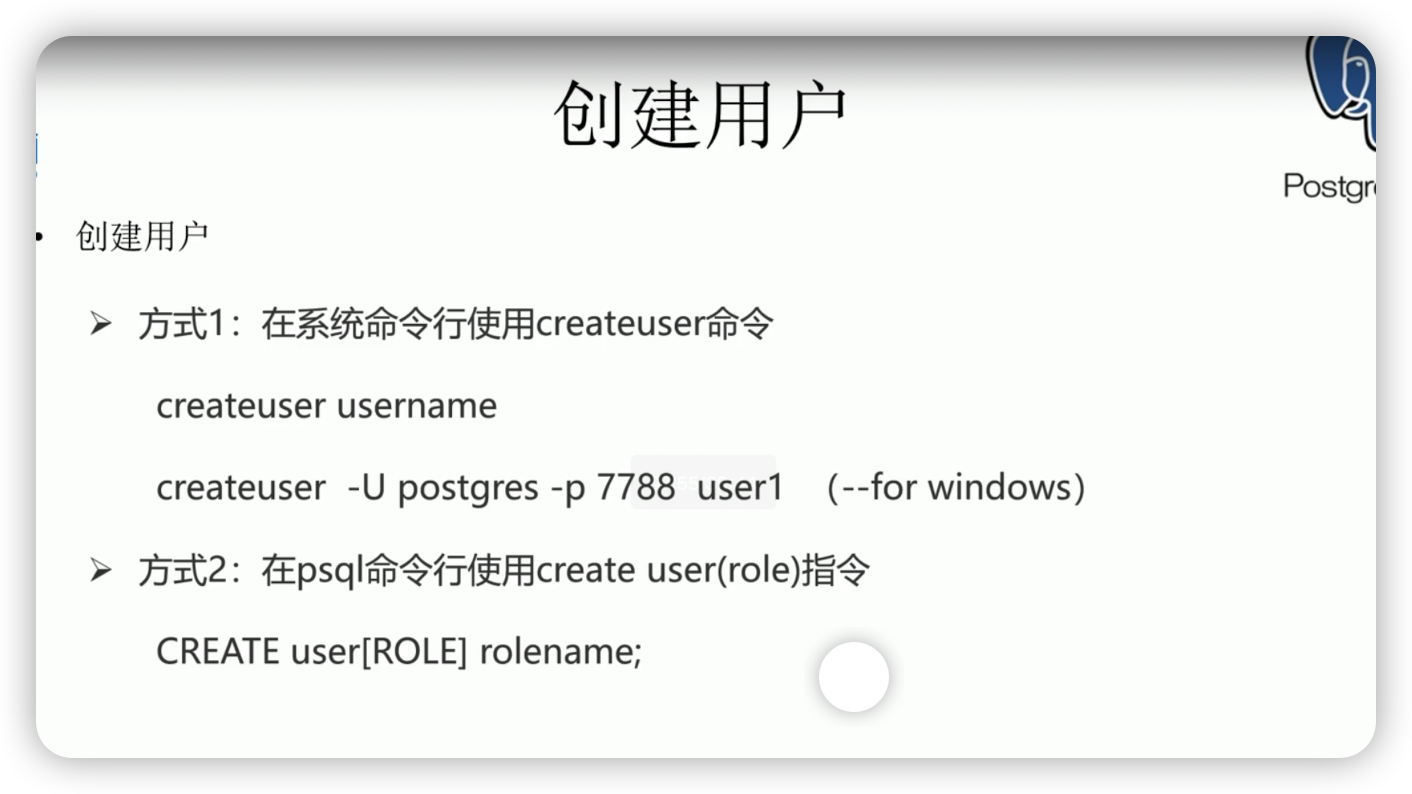 创建用户
Postgr
• 创建用户
➢ 方式1：在系统命令行使用createuser命令
createuser username
createuser -U postgres -p 7788 user1 （--for windows）
➢ 方式2：在psql命令行使用create user(role)指令
CREATE user[ROLE] rolename;